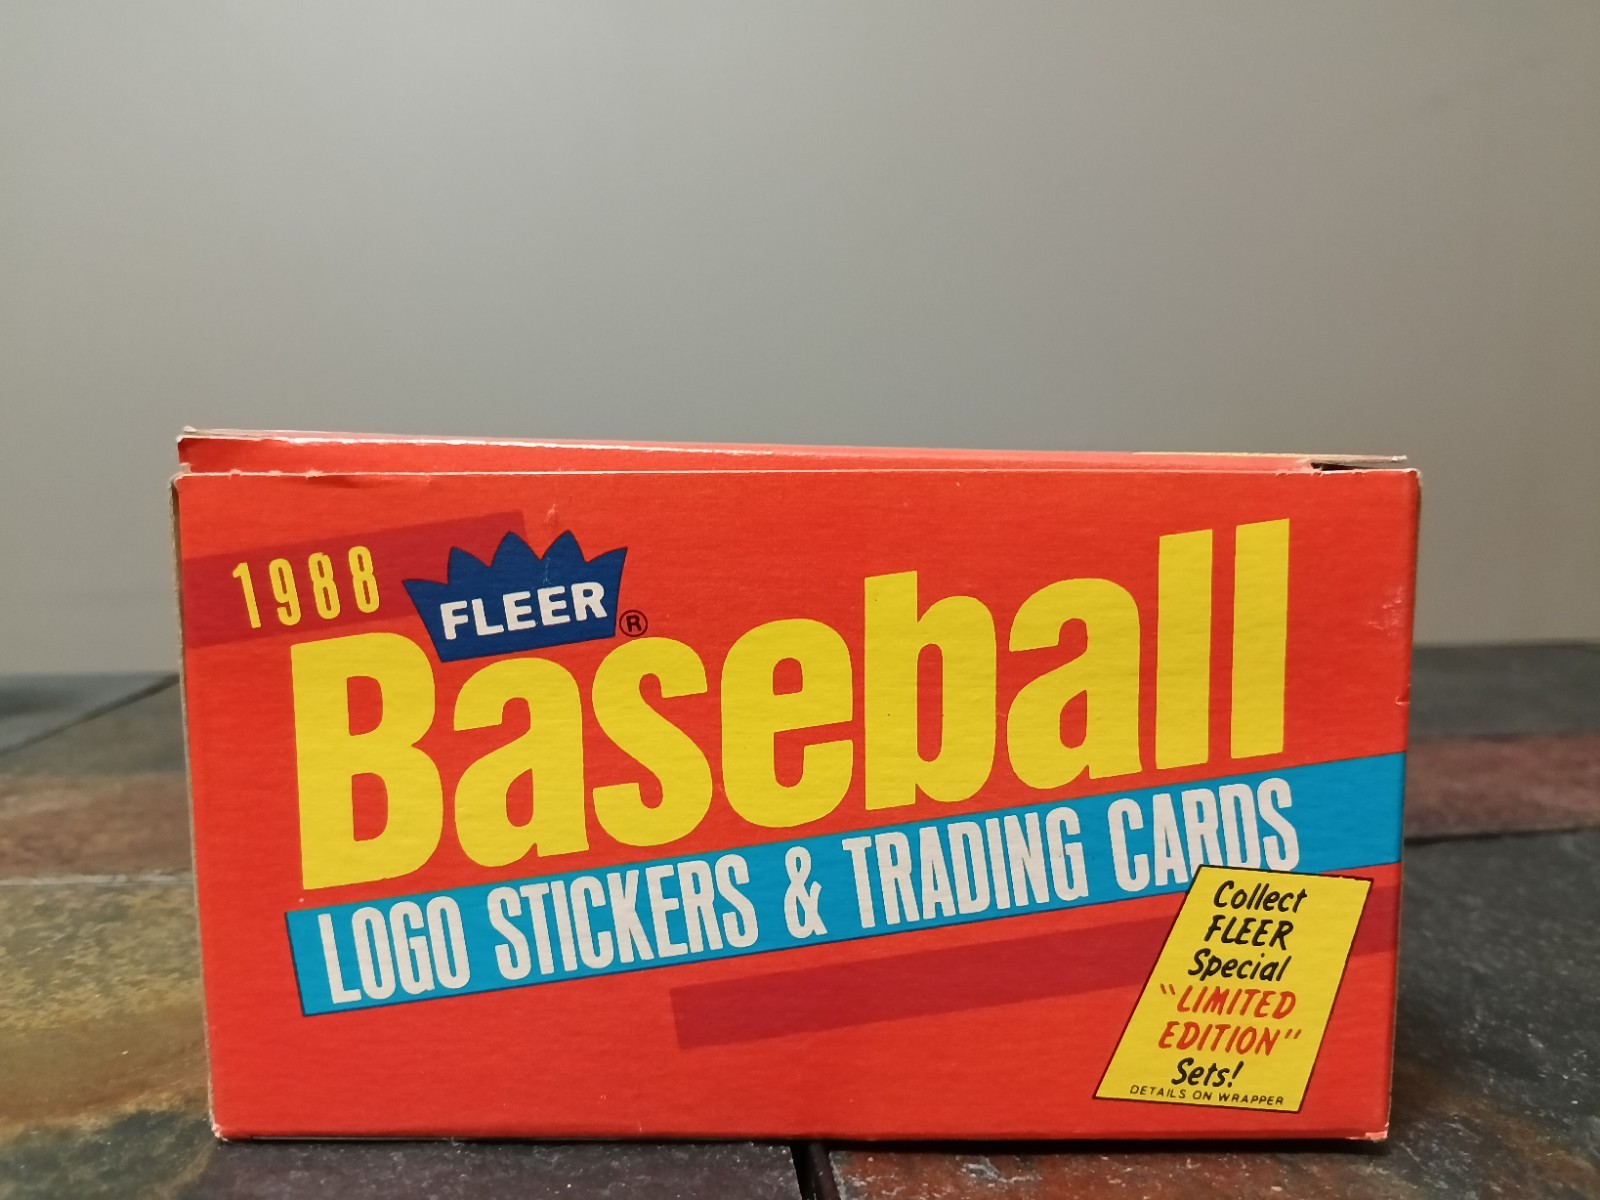 1988
FLEER®
Baseball
LOGO STICKERS & TRADING CARDS
Collect
FLEER
Special
"LIMITED
EDITION"
Sets!
DETAILS ON WRAPPER